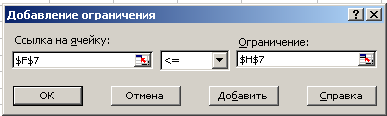 Добавление ограничения
Ссылка на ячейку: Ограничение:
$F$7 <= $H$7
ОК Отмена Добавить Справка